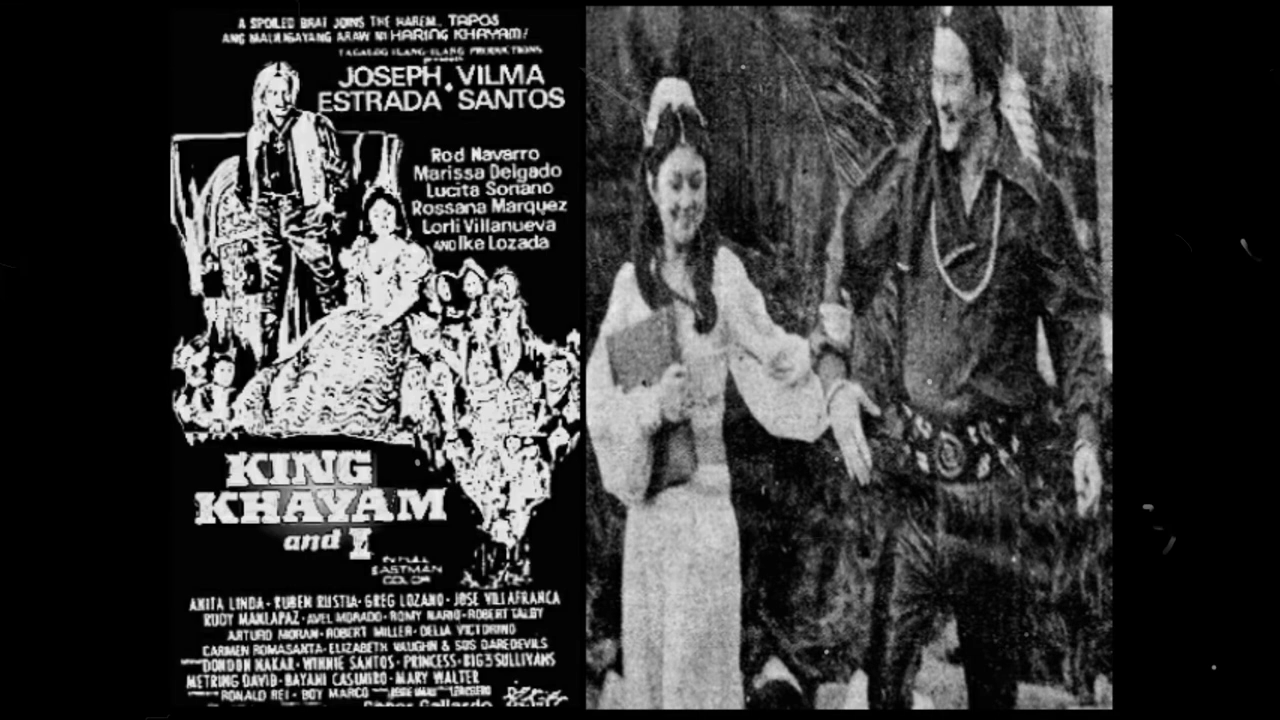 A SPOILED BRAT JOINS THE HAREM... TAPOS
ANG MALILIGAYANG ARAW NI HARING KHAYAM!
TAGALOG ILANG-ILANG PRODUCTIONS
presents
JOSEPH ESTRADA • VILMA SANTOS
Rod Navarro
Marissa Delgado
Lucita Soriano
Rossana Marquez
Lorli Villanueva
AND Ike Lozada
KING
KHAYAM
and I
IN FULL
EASTMAN
COLOR
ANITA LINDA • RUBEN RUSTIA • GREG LOZANO • JOSE VILLAFRANCA
RUDY MANLAPAZ • AVEL MORADO • ROMY NARIO • ROBERT TALBY
ARTURO MORAN • ROBERT MILLER • DELIA VICTORINO
CARMEN ROMASANTA • ELIZABETH VAUGHN & SOS DAREDEVILS
DONDON NAKAR • WINNIE SANTOS • PRINCESS • BIG 3 SULLIVANS
METRING DAVID • BAYANI CASIMIRO • MARY WALTER
RONALD REI • BOY MARCO